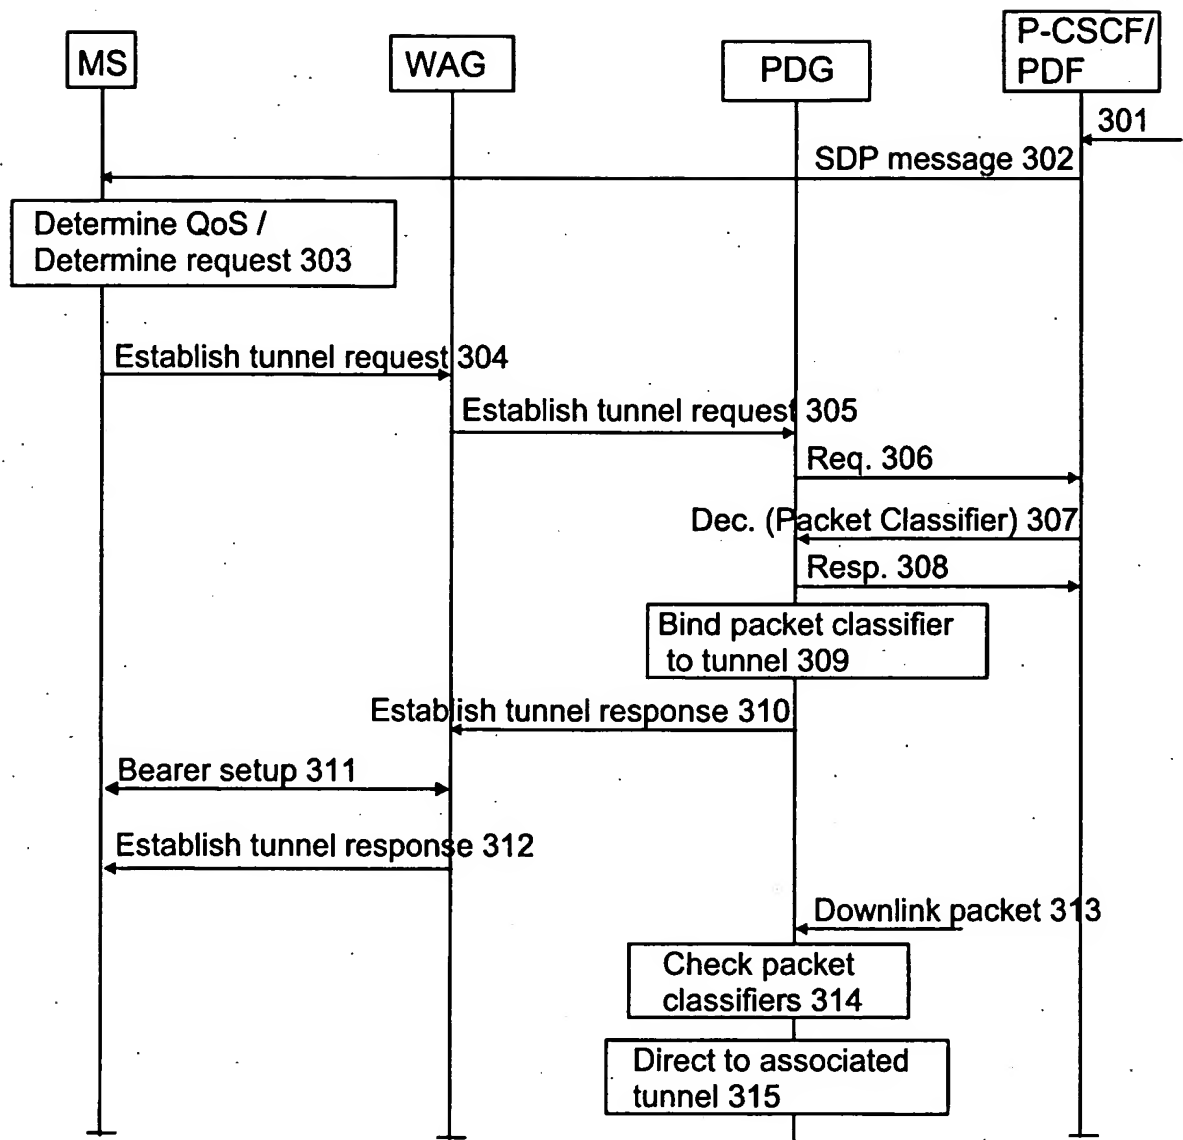 MS
WAG
PDG
P-CSCF/
PDF
301
SDP message 302
Determine QoS /
Determine request 303
Establish tunnel request 304
Establish tunnel request 305
Req. 306
Dec. (Packet Classifier) 307
Resp. 308
Bind packet classifier
to tunnel 309
Establish tunnel response 310
Bearer setup 311
Establish tunnel response 312
Downlink packet 313
Check packet
classifiers 314
Direct to associated
tunnel 315